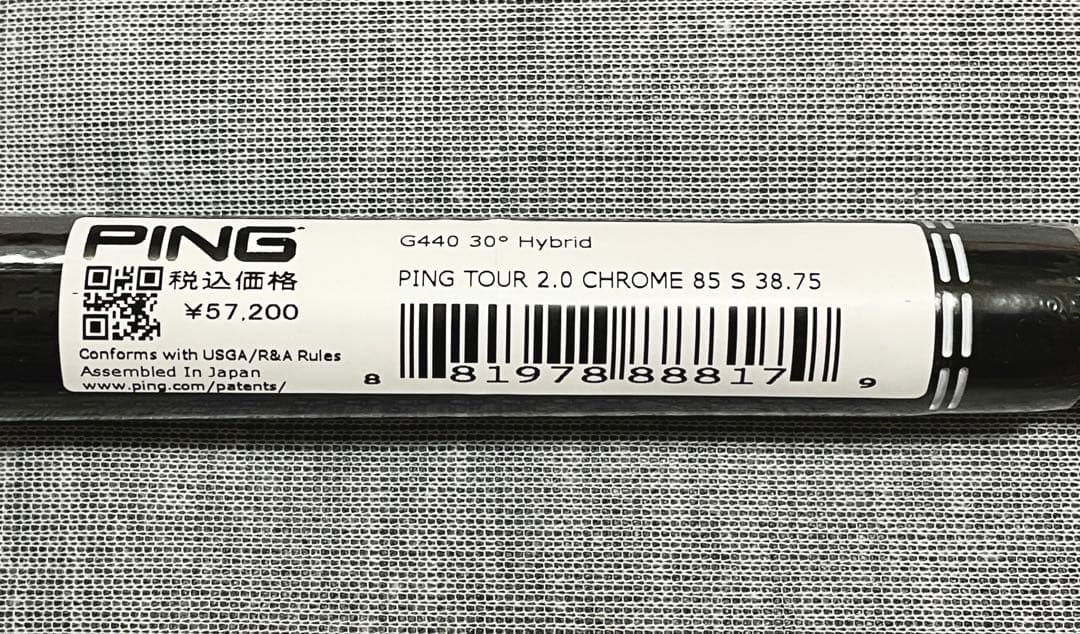 PING
税込価格
¥57,200
Conforms with USGA/R&A Rules
Assembled In Japan
www.ping.com/patents/
G440 30° Hybrid
PING TOUR 2.0 CHROME 85 S 38.75
8 81978 88817 9